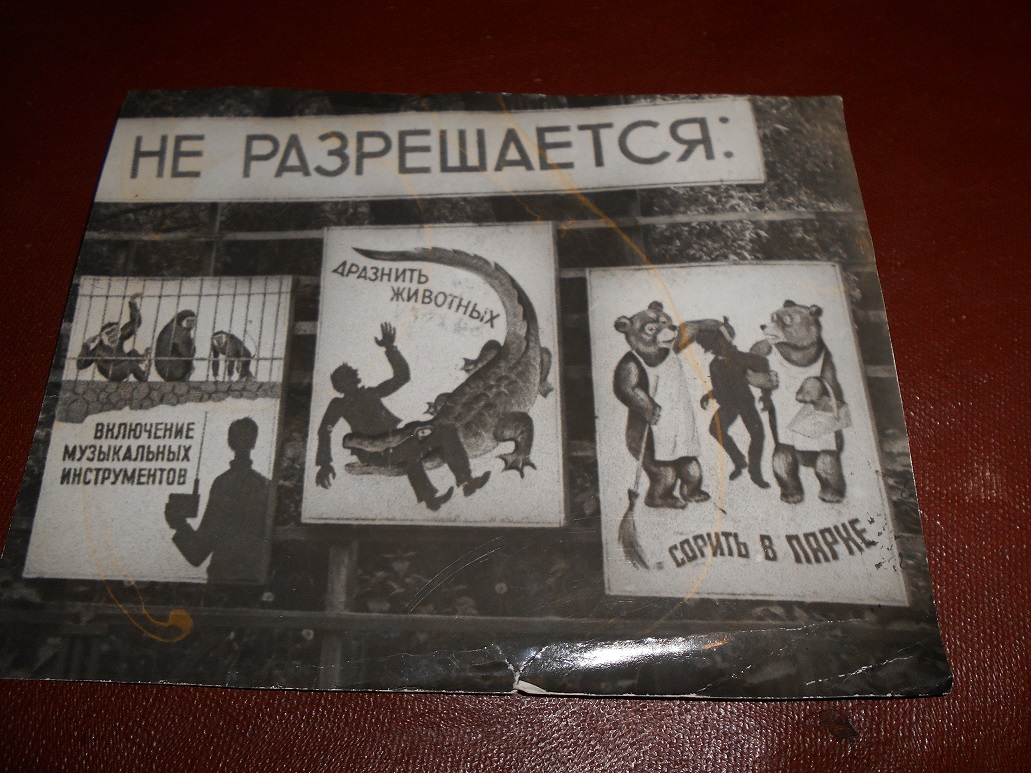 НЕ РАЗРЕШАЕТСЯ:
ВКЛЮЧЕНИЕ
МУЗЫКАЛЬНЫХ
ИНСТРУМЕНТОВ
ДРАЗНИТЬ
ЖИВОТНЫХ
СОРИТЬ В ПАРКЕ